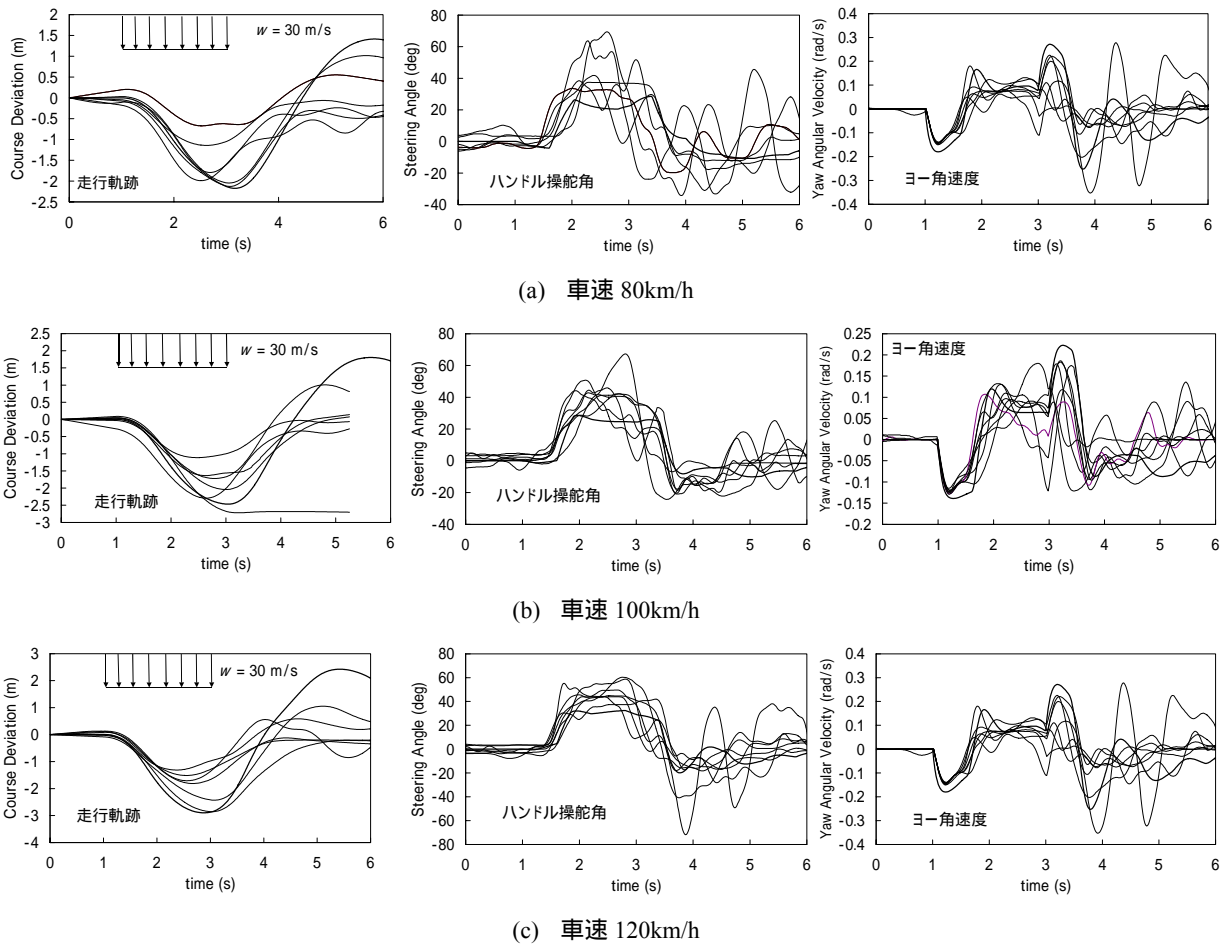 2
1.5
1
0.5
0
-0.5
1
1.5
2
-2.5
Course Deviation (m)
w = 30 m/s
走行軌跡
0 2 4 6
time (s)
80
60
40
20
0
-20
-40
Steering Angle (deg)
ハンドル操舵角
0 1 2 3 4 5 6
time (s)
0.4
0.3
0.2
0.1
0
-0.1
-0.2
-0.3
-0.4
Yaw Angular Velocity (rad/s)
ヨー角速度
0 1 2 3 4 5 6
time (s)
(a) 車速 80km/h
2.5
2
1.5
1
0.5
0
-0.5
-1
-1.5
-2
-2.5
-3
Course Deviation (m)
w = 30 m/s
走行軌跡
0 1 2 3 4 5 6
time (s)
80
60
40
20
0
-20
-40
Steering Angle (deg)
ハンドル操舵角
0 1 2 3 4 5 6
time (s)
0.25
0.2
0.15
0.1
0.05
0
-0.05
-0.1
-0.15
-0.2
Yaw Angular Velocity (rad/s)
ヨー角速度
0 1 2 3 4 5 6
time (s)
(b) 車速 100km/h
3
2
1
0
-1
-2
-3
-4
Course Deviation (m)
w = 30 m/s
走行軌跡
0 1 2 3 4 5 6
time (s)
80
60
40
20
0
-20
-40
-60
-80
Steering Angle (deg)
ハンドル操舵角
0 1 2 3 4 5 6
time (s)
0.4
0.3
0.2
0.1
0
-0.1
-0.2
-0.3
-0.4
Yaw Angular Velocity (rad/s)
ヨー角速度
0 1 2 3 4 5 6
time (s)
(c) 車速 120km/h